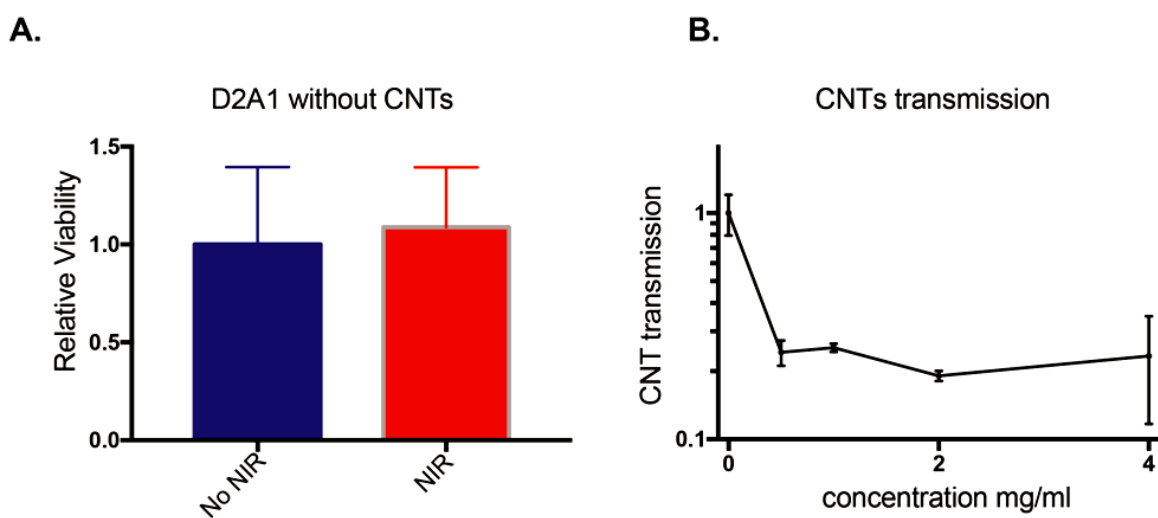 A.
D2A1 without CNTs
Relative Viability
1.5
1.0
0.5
0.0
No NIR
NIR
B.
CNTs transmission
CNT transmission
1
0.1
0
2
4
concentration mg/ml